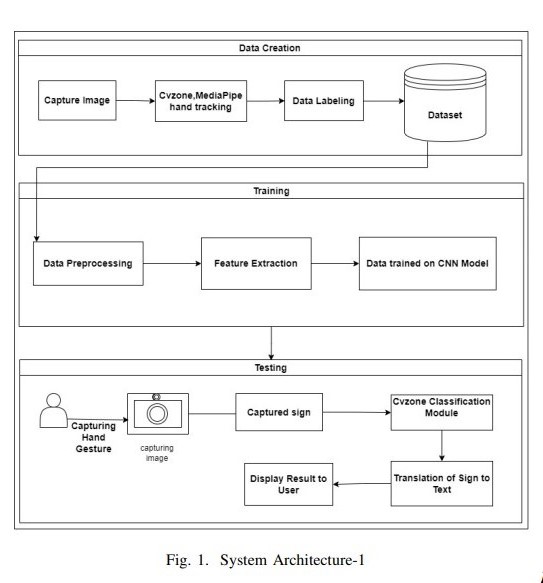 Data Creation
Capture Image
Cvzone,MediaPipe
hand tracking
Data Labeling
Dataset
Training
Data Preprocessing
Feature Extraction
Data trained on CNN Model
Testing
Capturing
Hand
Gesture
capturing
image
Captured sign
Cvzone Classification
Module
Translation of Sign to
Text
Display Result to
User
Fig. 1. System Architecture-1